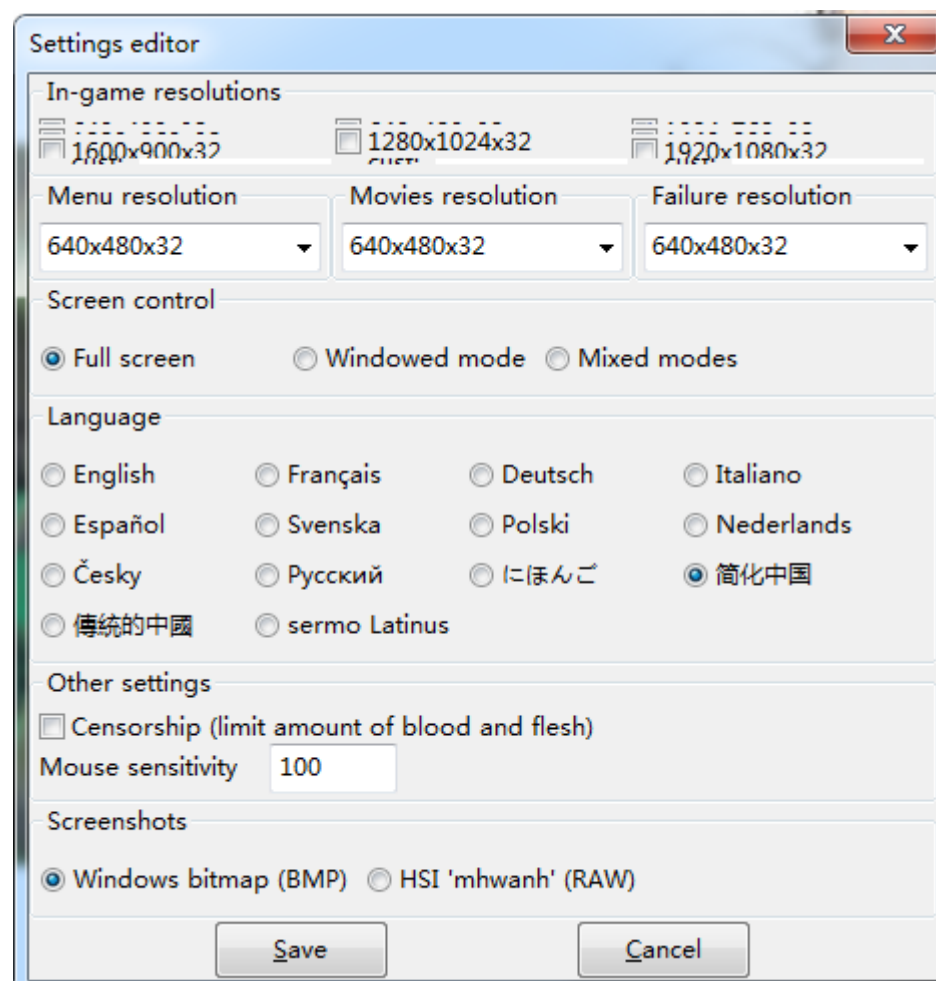 Settings editor
In-game resolutions
1600x900x32 1280x1024x32 1920x1080x32
Menu resolution Movies resolution Failure resolution
640x480x32 640x480x32 640x480x32
Screen control
Full screen Windowed mode Mixed modes
Language
English Français Deutsch Italiano
Español Svenska Polski Nederlands
Česky Русский にほんご 简化中国
傳統的中國 sermo Latinus
Other settings
Censorship (limit amount of blood and flesh)
Mouse sensitivity 100
Screenshots
Windows bitmap (BMP) HSI 'mhwanh' (RAW)
Save Cancel